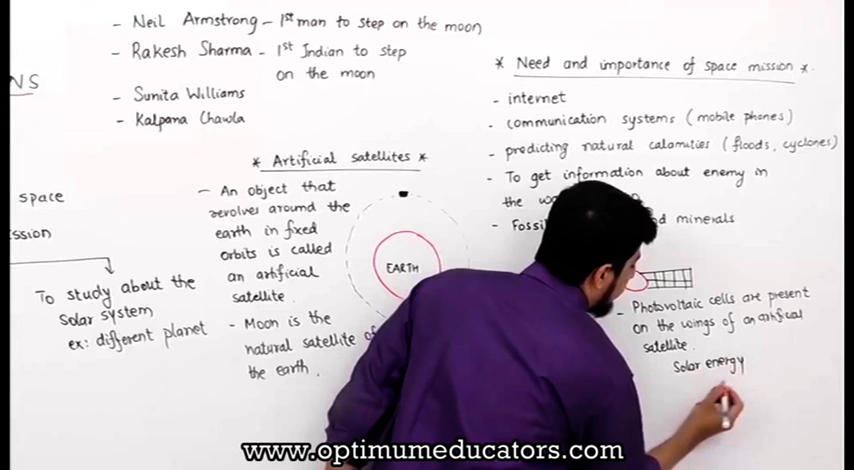 - Neil Armstrong - 1st man to step on the moon
- Rakesh Sharma - 1st Indian to step
on the moon
- Sunita Williams
- Kalpana Chawla
NS
space
ssion
To study about the
solar system
ex: different planet
* Artificial satellites *
- An object that
revolves around the
earth in fixed
orbits is called
an artificial
satellite.
- Moon is the
natural satellite of
the earth.
EARTH
* Need and importance of space mission *.
- internet
- communication systems (mobile phones)
- predicting natural calamities (floods, cyclones)
- To get information about enemy in
the
- Fossi minerals
- Photovoltaic cells are present
on the wings of an artifical
satellite.
Solar energy
www.optimumeducators.com